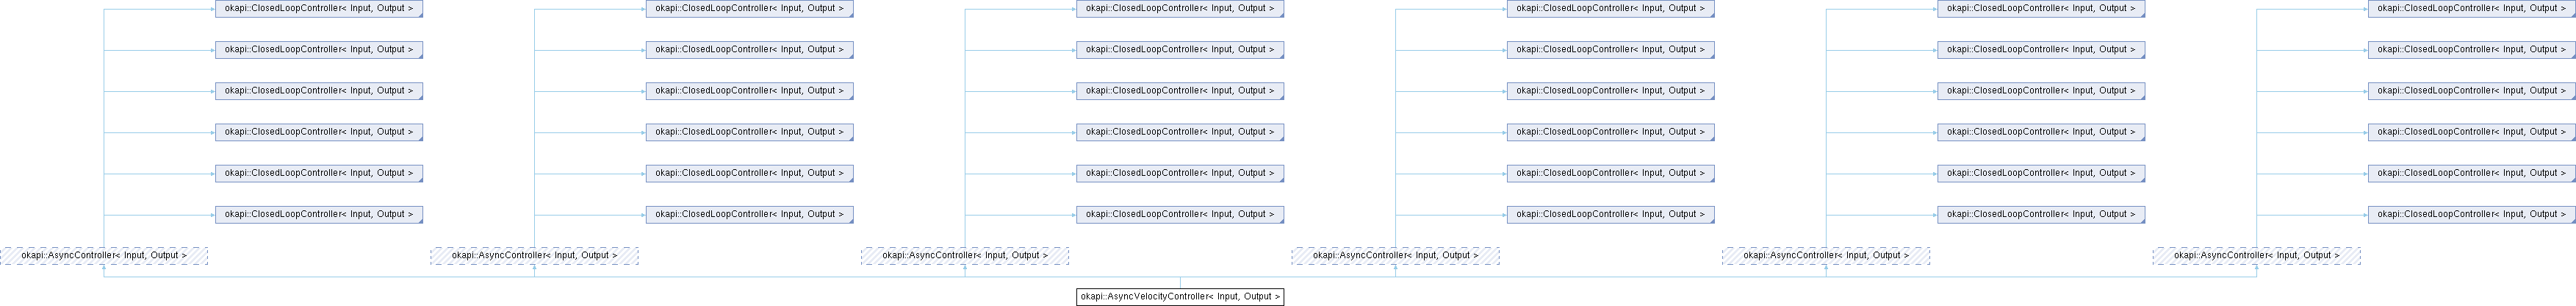 okapi::ClosedLoopController< Input, Output > okapi::ClosedLoopController< Input, Output > okapi::ClosedLoopController< Input, Output > okapi::ClosedLoopController< Input, Output > okapi::ClosedLoopController< Input, Output > okapi::ClosedLoopController< Input, Output >
okapi::ClosedLoopController< Input, Output > okapi::ClosedLoopController< Input, Output > okapi::ClosedLoopController< Input, Output > okapi::ClosedLoopController< Input, Output > okapi::ClosedLoopController< Input, Output > okapi::ClosedLoopController< Input, Output >
okapi::ClosedLoopController< Input, Output > okapi::ClosedLoopController< Input, Output > okapi::ClosedLoopController< Input, Output > okapi::ClosedLoopController< Input, Output > okapi::ClosedLoopController< Input, Output > okapi::ClosedLoopController< Input, Output >
okapi::ClosedLoopController< Input, Output > okapi::ClosedLoopController< Input, Output > okapi::ClosedLoopController< Input, Output > okapi::ClosedLoopController< Input, Output > okapi::ClosedLoopController< Input, Output > okapi::ClosedLoopController< Input, Output >
okapi::ClosedLoopController< Input, Output > okapi::ClosedLoopController< Input, Output > okapi::ClosedLoopController< Input, Output > okapi::ClosedLoopController< Input, Output > okapi::ClosedLoopController< Input, Output > okapi::ClosedLoopController< Input, Output >
okapi::ClosedLoopController< Input, Output > okapi::ClosedLoopController< Input, Output > okapi::ClosedLoopController< Input, Output > okapi::ClosedLoopController< Input, Output > okapi::ClosedLoopController< Input, Output > okapi::ClosedLoopController< Input, Output >
okapi::AsyncController< Input, Output > okapi::AsyncController< Input, Output > okapi::AsyncController< Input, Output > okapi::AsyncController< Input, Output > okapi::AsyncController< Input, Output > okapi::AsyncController< Input, Output >
okapi::AsyncVelocityController< Input, Output >